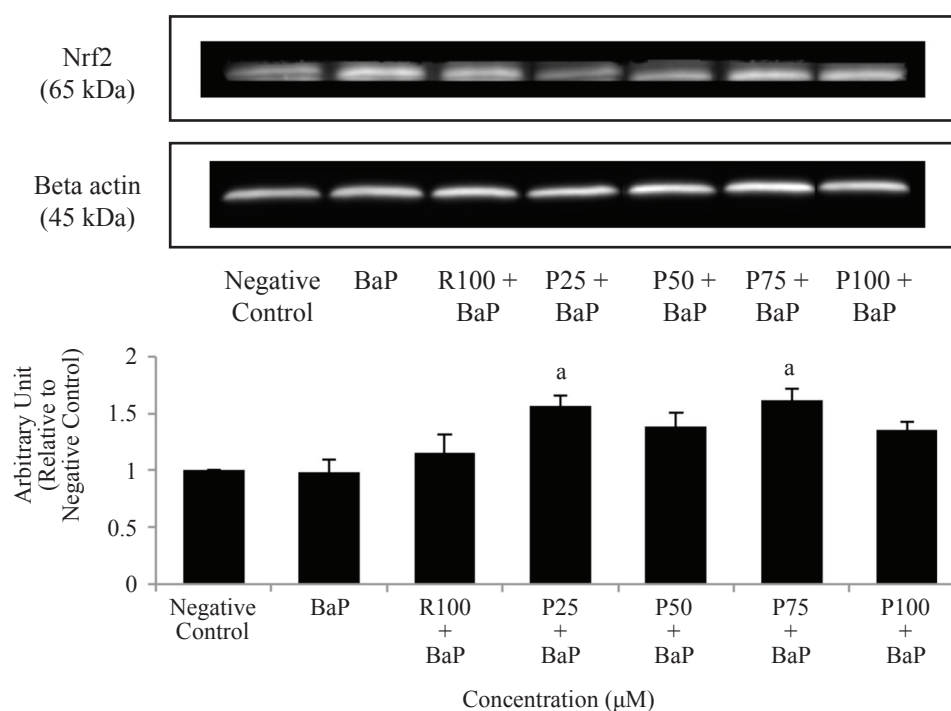 Nrf2
(65 kDa)
Beta actin
(45 kDa)
Negative Control
BaP
R100 + BaP
P25 + BaP
P50 + BaP
P75 + BaP
P100 + BaP
Arbitrary Unit
(Relative to
Negative Control)
2
1.5
1
0.5
0
a
a
Negative
Control
BaP
R100
+
BaP
P25
+
BaP
P50
+
BaP
P75
+
BaP
P100
+
BaP
Concentration (µM)